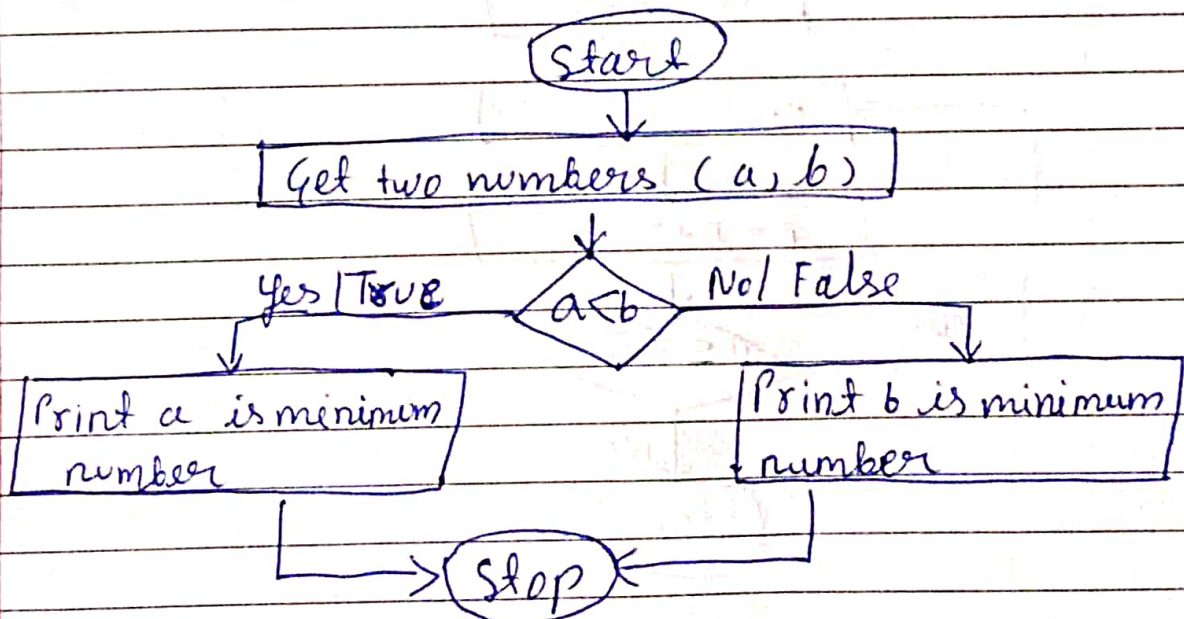 Start
Get two numbers (a, b)
Yes | True
a<b
No/ False
Print a is minimum
number
Print b is minimum
number
Stop